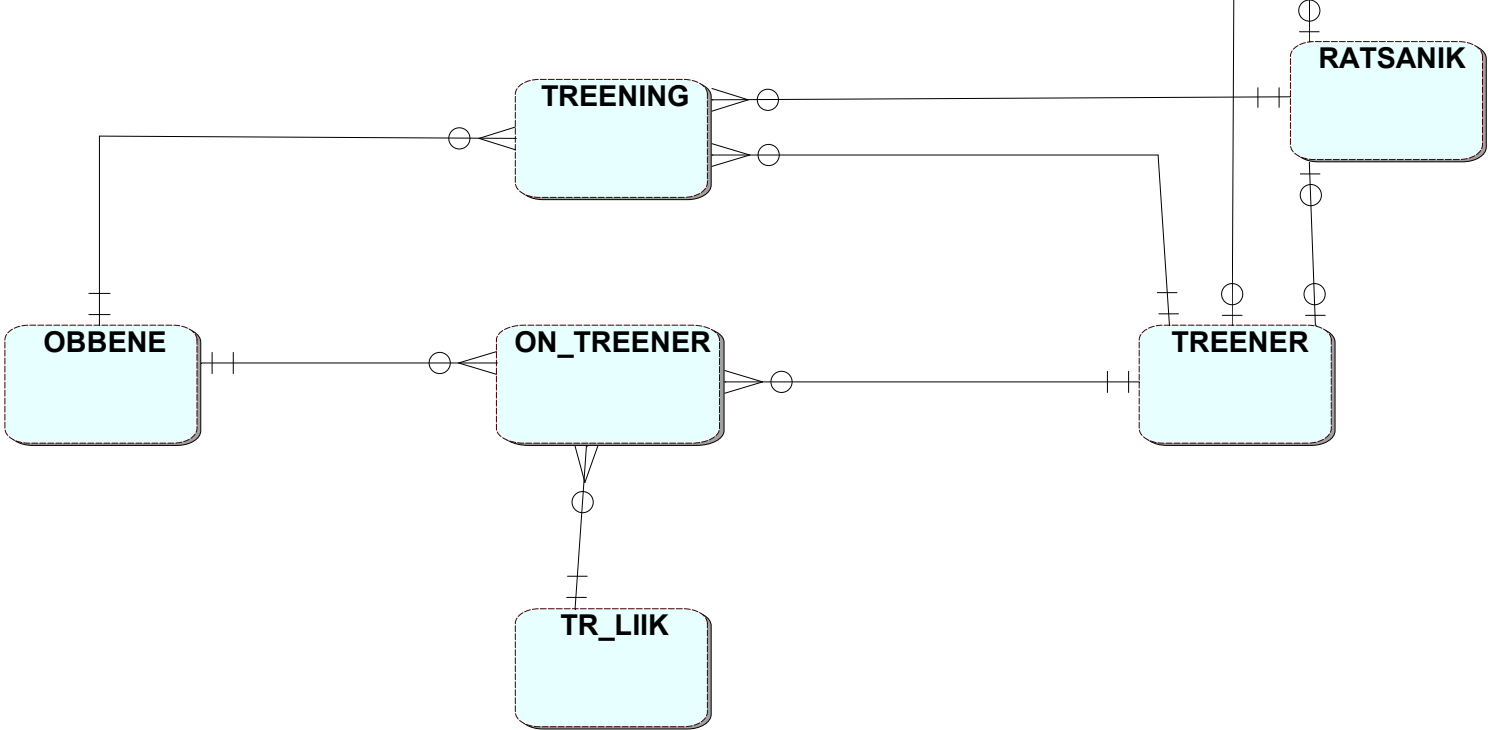 RATSANIK
TREENING
OBBENE
ON_TREENER
TREENER
TR_LIIK